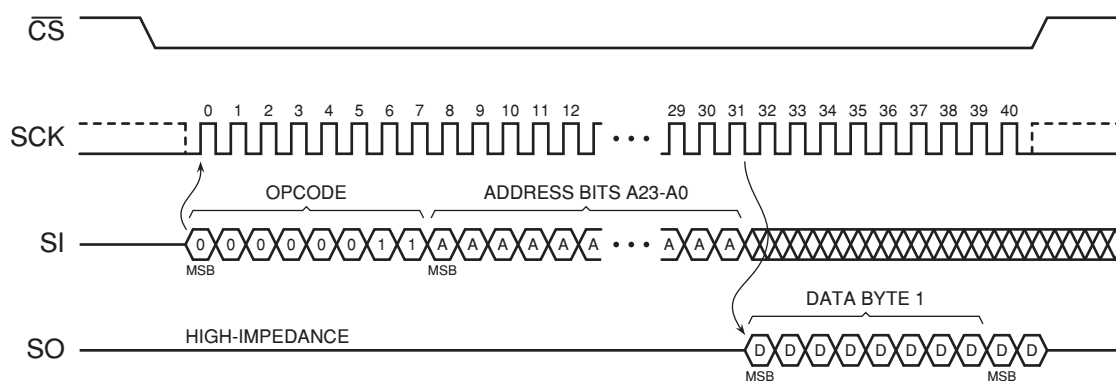 CS
0 1 2 3 4 5 6 7 8 9 10 11 12 29 30 31 32 33 34 35 36 37 38 39 40
SCK
OPCODE ADDRESS BITS A23-A0
SI 0 0 0 0 0 0 1 1 A A A A A A A A A
MSB MSB
DATA BYTE 1
HIGH-IMPEDANCE
SO D D D D D D D D D D
MSB MSB